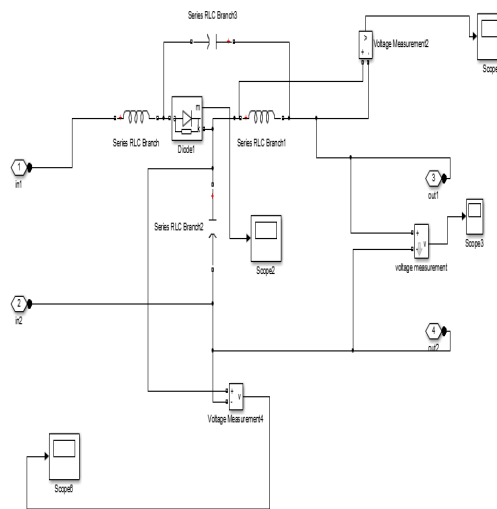 Series RLC Branch3
Voltage Measurement2
Scope
m
Series RLC Branch
Diode1
Series RLC Branch1
1
in1
3
out1
Series RLC Branch2
Scope2
+
-
v
voltage measurement
Scope3
2
in2
4
out2
+
-
v
Voltage Measurement4
Scope6